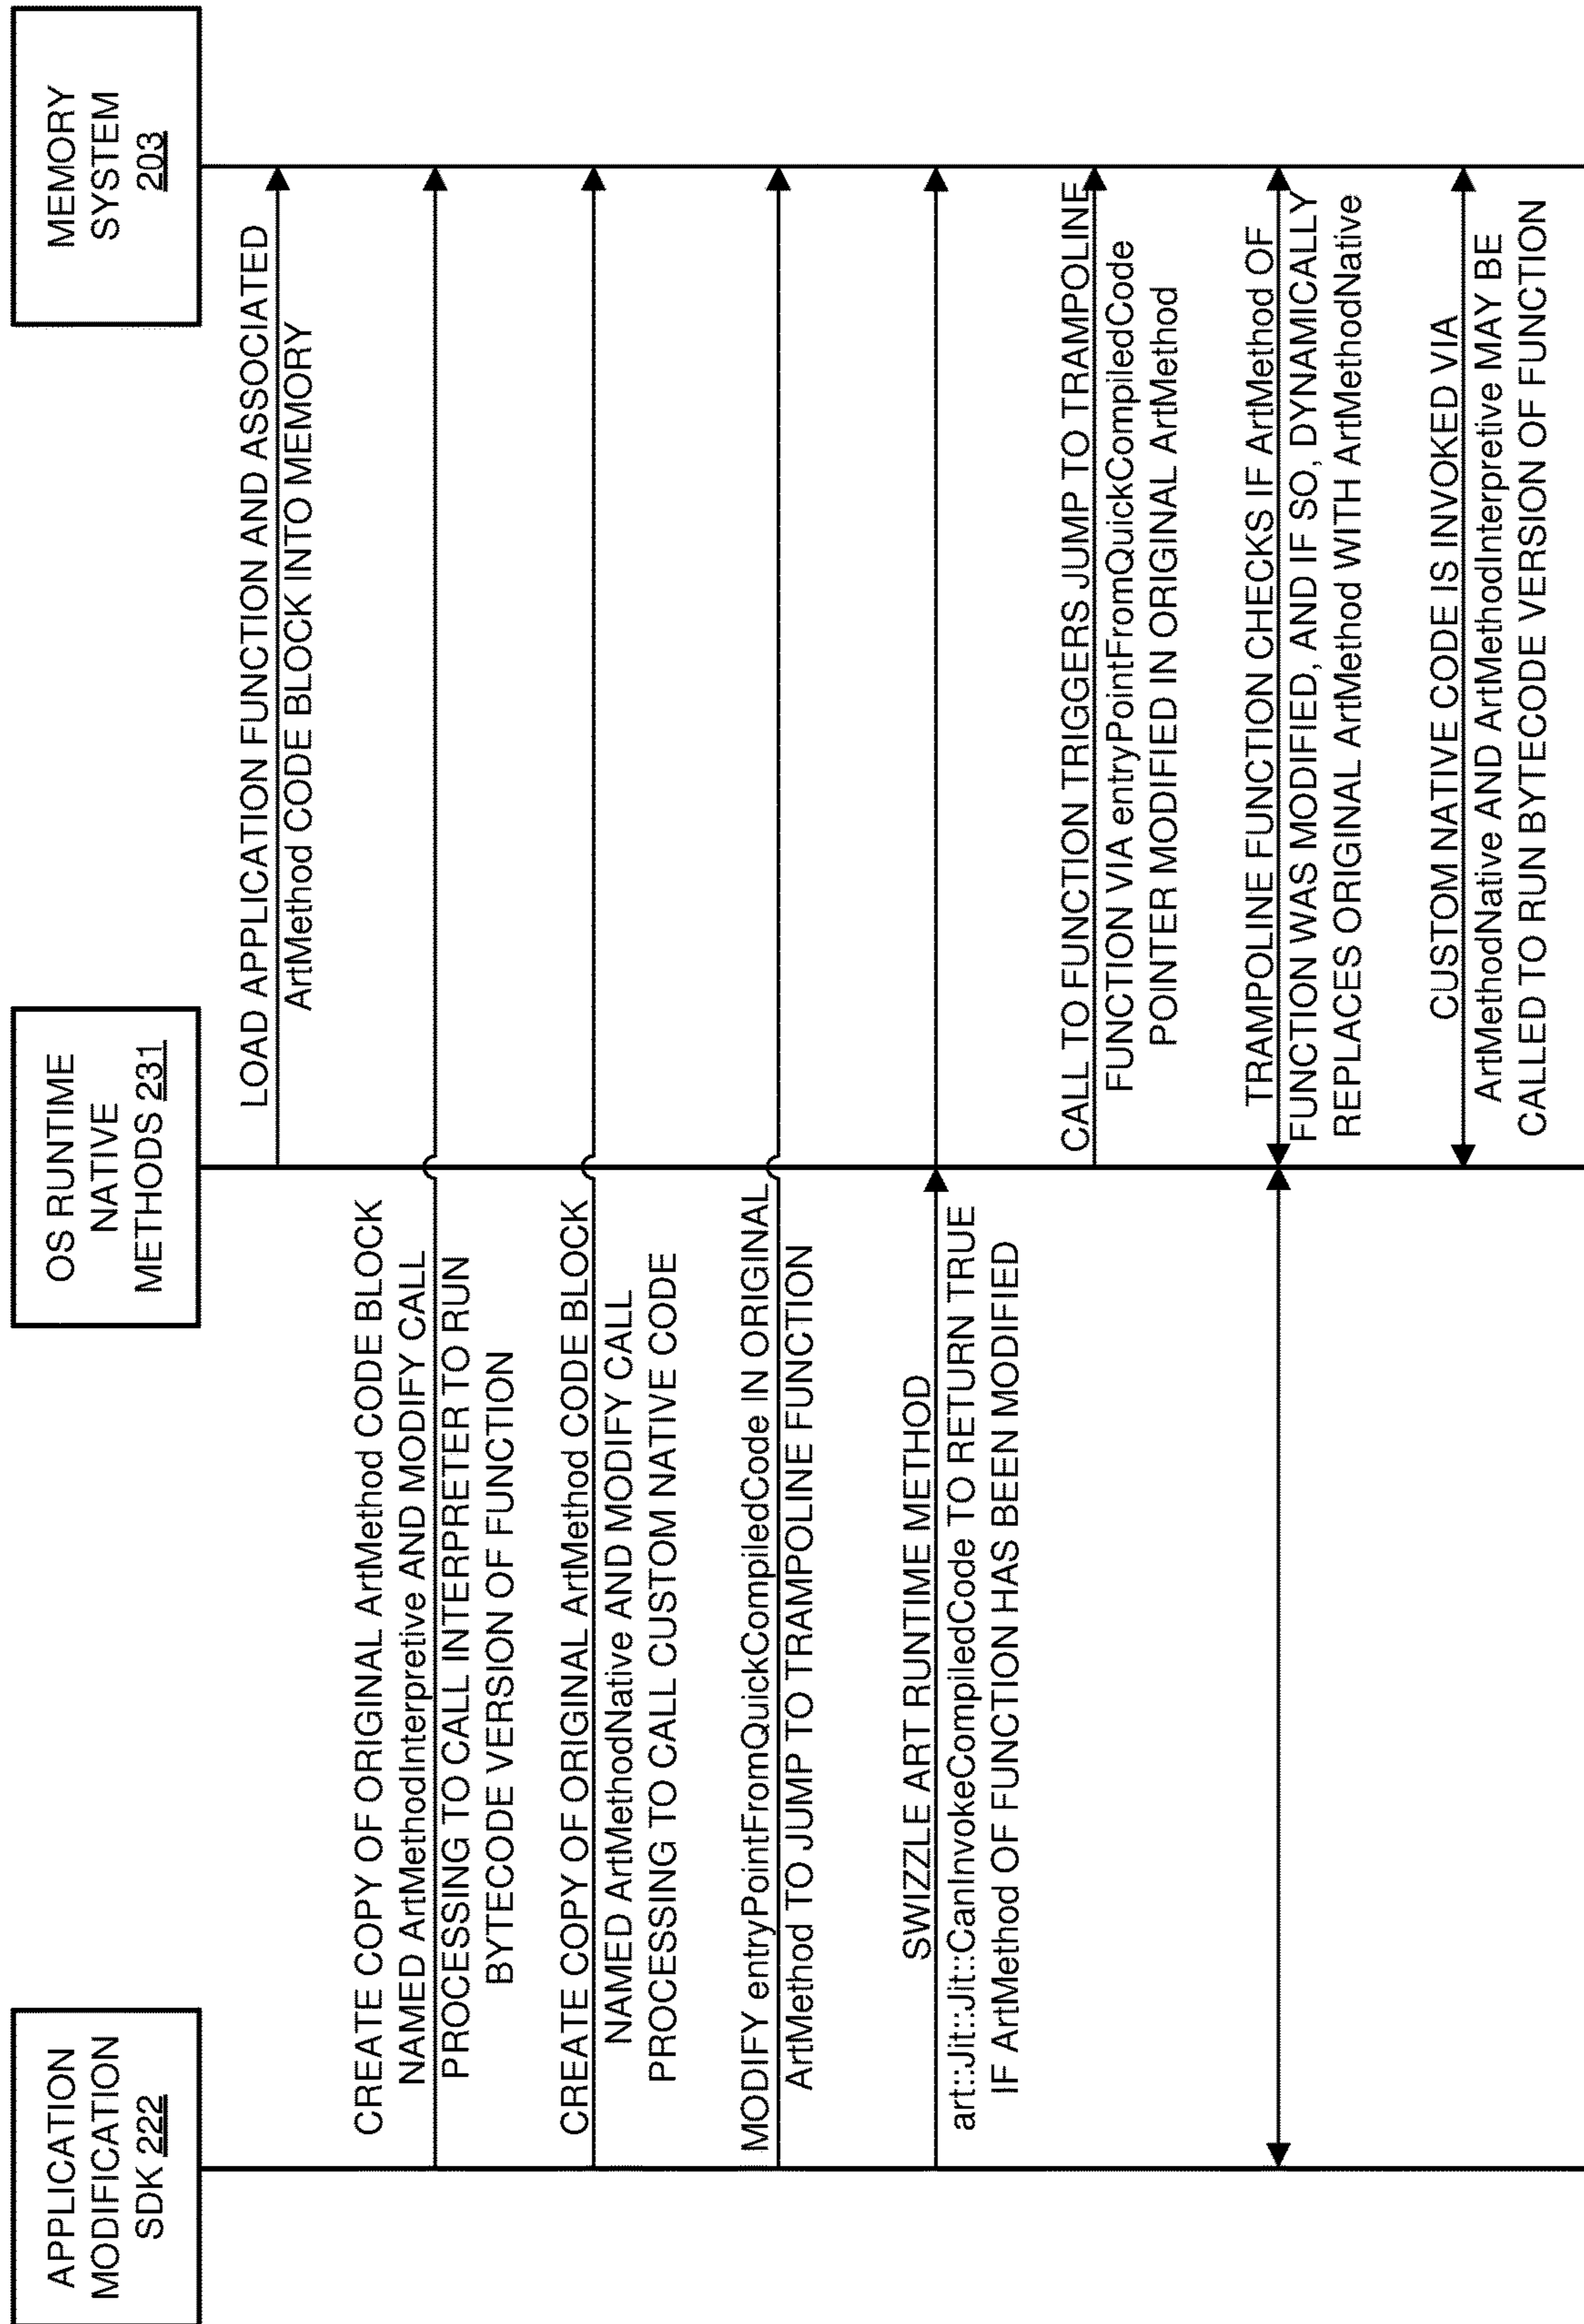 APPLICATION
MODIFICATION
SDK 222
OS RUNTIME
NATIVE
METHODS 231
MEMORY
SYSTEM
203
LOAD APPLICATION FUNCTION AND ASSOCIATED
ArtMethod CODE BLOCK INTO MEMORY
CREATE COPY OF ORIGINAL ArtMethod CODE BLOCK
NAMED ArtMethodInterpretive AND MODIFY CALL
PROCESSING TO CALL INTERPRETER TO RUN
BYTECODE VERSION OF FUNCTION
CREATE COPY OF ORIGINAL ArtMethod CODE BLOCK
NAMED ArtMethodNative AND MODIFY CALL
PROCESSING TO CALL CUSTOM NATIVE CODE
MODIFY entryPointFromQuickCompiledCode IN ORIGINAL
ArtMethod TO JUMP TO TRAMPOLINE FUNCTION
SWIZZLE ART RUNTIME METHOD
art::Jit::Jit::CanInvokeCompiledCode TO RETURN TRUE
IF ArtMethod OF FUNCTION HAS BEEN MODIFIED
CALL TO FUNCTION TRIGGERS JUMP TO TRAMPOLINE
FUNCTION VIA entryPointFromQuickCompiledCode
POINTER MODIFIED IN ORIGINAL ArtMethod
TRAMPOLINE FUNCTION CHECKS IF ArtMethod OF
FUNCTION WAS MODIFIED, AND IF SO, DYNAMICALLY
REPLACES ORIGINAL ArtMethod WITH ArtMethodNative
CUSTOM NATIVE CODE IS INVOKED VIA
ArtMethodNative AND ArtMethodInterpretive MAY BE
CALLED TO RUN BYTECODE VERSION OF FUNCTION